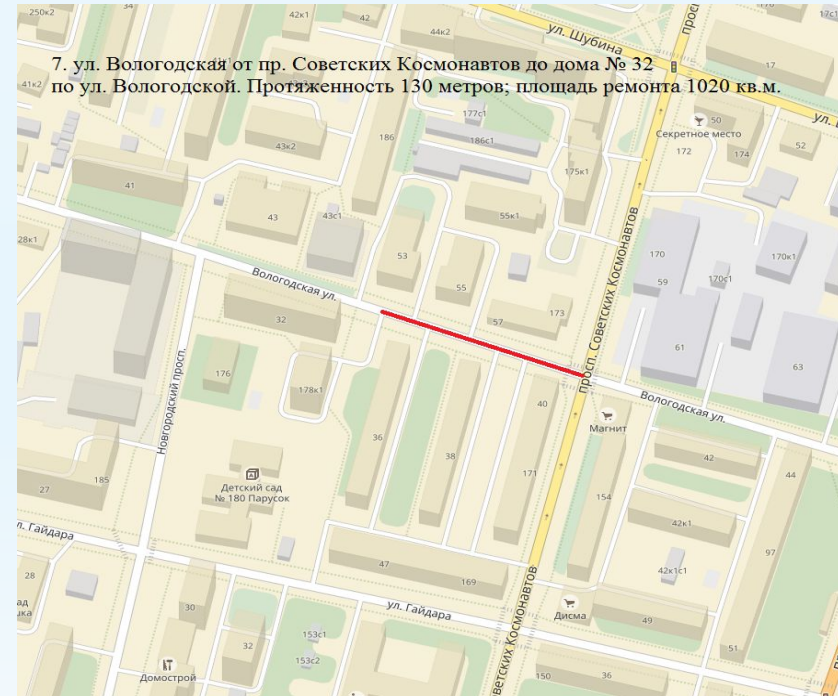 250к2
42к1
42
44к2
ул. Шубина
17
17с1
7. ул. Вологодская от пр. Советских Космонавтов до дома № 32
по ул. Вологодской. Протяженность 130 метров; площадь ремонта 1020 кв.м.
41к2
177с1
186
186с1
43к2
50
Секретное место
172
174
52
175к1
41
43
43с1
55к1
28к1
53
55
170
59
170с1
170к1
просп. Советских Космонавтов
Вологодская ул.
32
57
173
61
63
176
178к1
Новгородский просп.
40
Магнит
Вологодская ул.
36
38
171
42
44
Детский сад
№ 180 Парусок
154
185
27
42к1
97
ул. Гайдара
47
169
42к1с1
28
30
ул. Гайдара
Дисма
49
32
153с1
153с2
51
Домострой
150
36